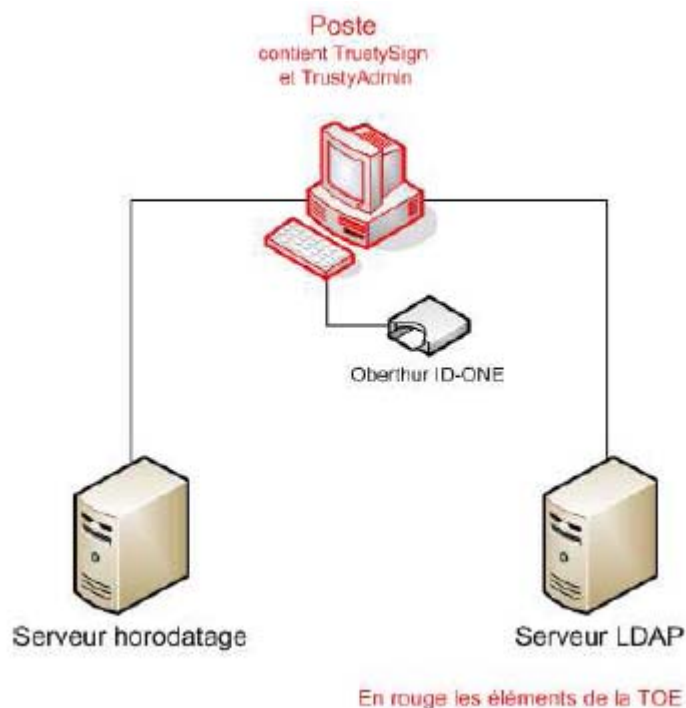 Poste
contient TrustySign
et TrustyAdmin
Oberthur ID-ONE
Serveur horodatage
Serveur LDAP
En rouge les éléments de la TOE